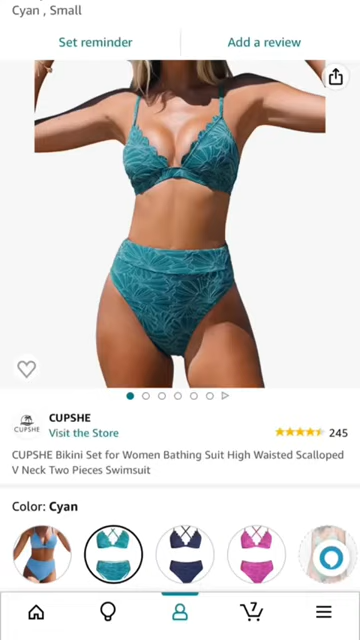 Cyan , Small
Set reminder
Add a review
CUPSHE
CUPSHE
Visit the Store
245
CUPSHE Bikini Set for Women Bathing Suit High Waisted Scalloped
V Neck Two Pieces Swimsuit
Color: Cyan
7